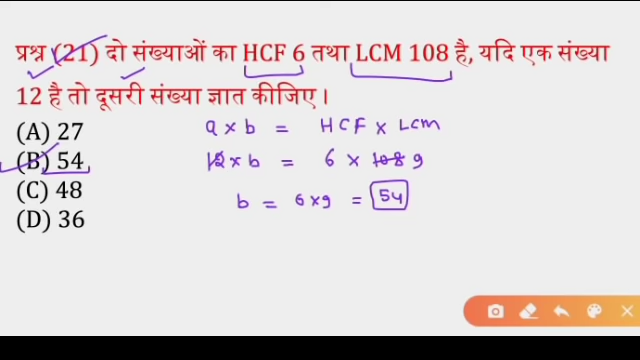 प्रश्न (21) दो संख्याओं का HCF 6 तथा LCM 108 है, यदि एक संख्या
12 है तो दूसरी संख्या ज्ञात कीजिए।
(A) 27
(B) 54
(C) 48
(D) 36
a × b = HCF × LCM
12 × b = 6 × 108 9
b = 6×9 = 54